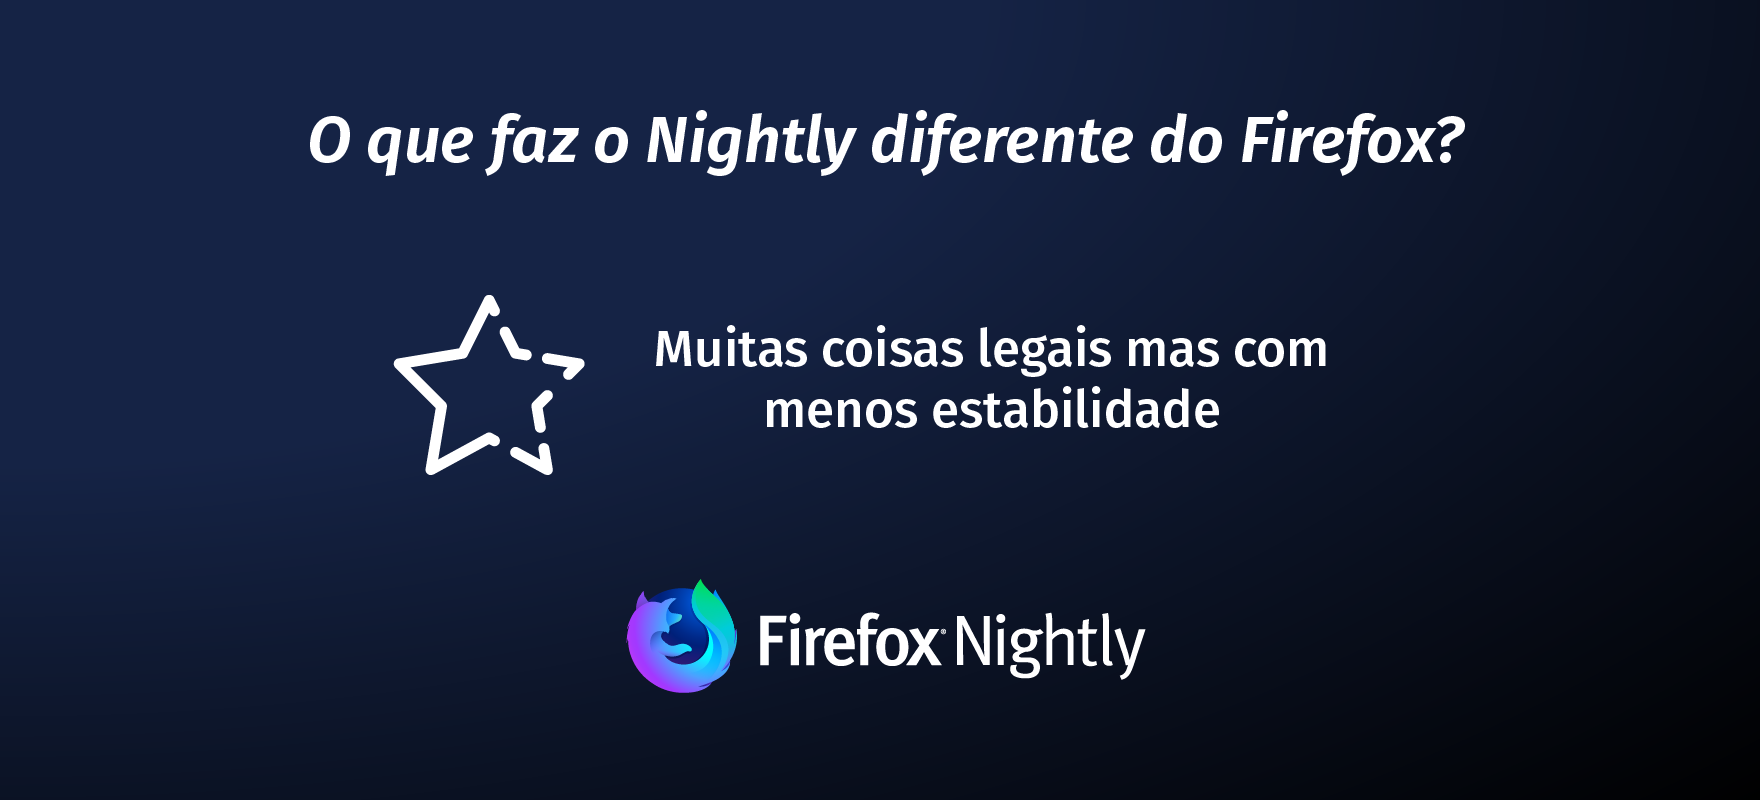 O que faz o Nightly diferente do Firefox?
Muitas coisas legais mas com
menos estabilidade
Firefox® Nightly